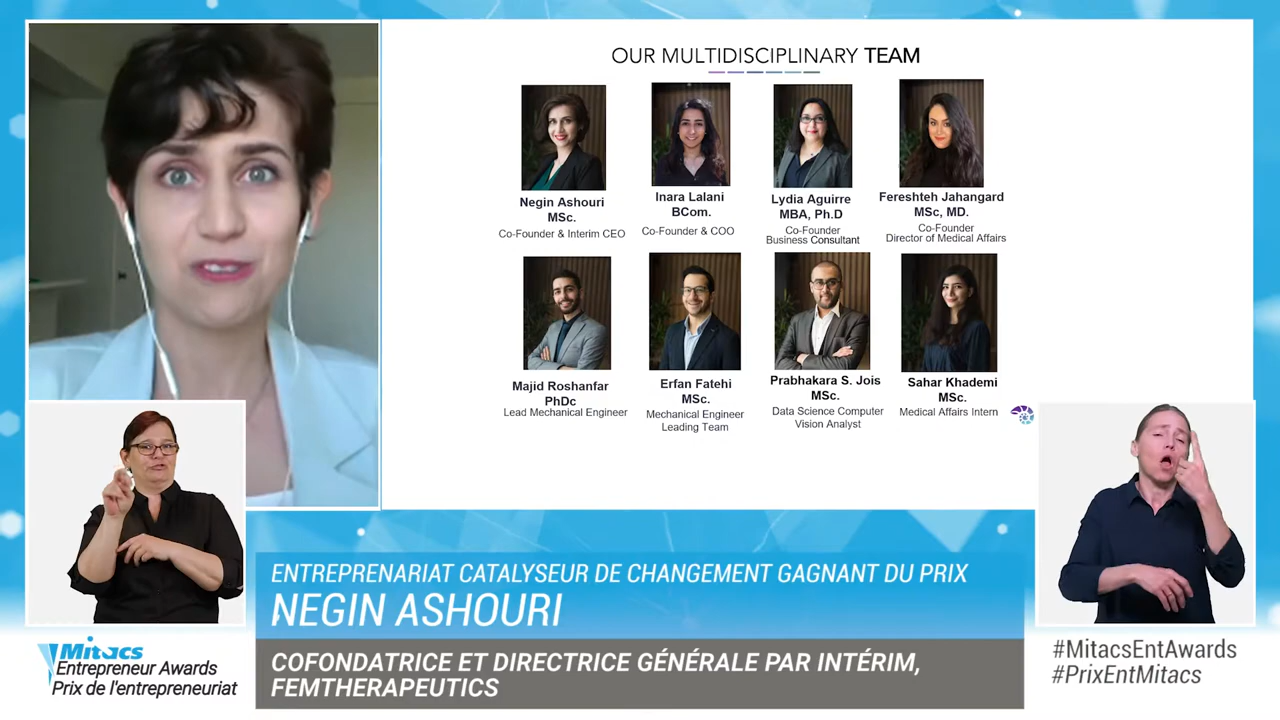 OUR MULTIDISCIPLINARY TEAM
Negin Ashouri
MSc.
Co-Founder & Interim CEO
Inara Lalani
BCom.
Co-Founder & COO
Lydia Aguirre
MBA, Ph.D
Co-Founder
Business Consultant
Fereshteh Jahangard
MSc, MD.
Co-Founder
Director of Medical Affairs
Majid Roshanfar
PhDc
Lead Mechanical Engineer
Erfan Fatehi
MSc.
Mechanical Engineer
Leading Team
Prabhakara S. Jois
MSc.
Data Science Computer
Vision Analyst
Sahar Khademi
MSc.
Medical Affairs Intern
ENTREPRENARIAT CATALYSEUR DE CHANGEMENT GAGNANT DU PRIX
NEGIN ASHOURI
COFONDATRICE ET DIRECTRICE GÉNÉRALE PAR INTÉRIM,
FEMTHERAPEUTICS
Mitacs
Entrepreneur Awards
Prix de l'entrepreneuriat
#MitacsEntAwards
#PrixEntMitacs